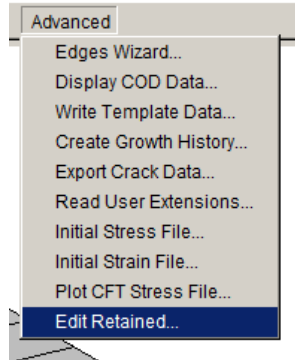 Advanced
Edges Wizard...
Display COD Data...
Write Template Data...
Create Growth History...
Export Crack Data...
Read User Extensions...
Initial Stress File...
Initial Strain File...
Plot CFT Stress File...
Edit Retained...